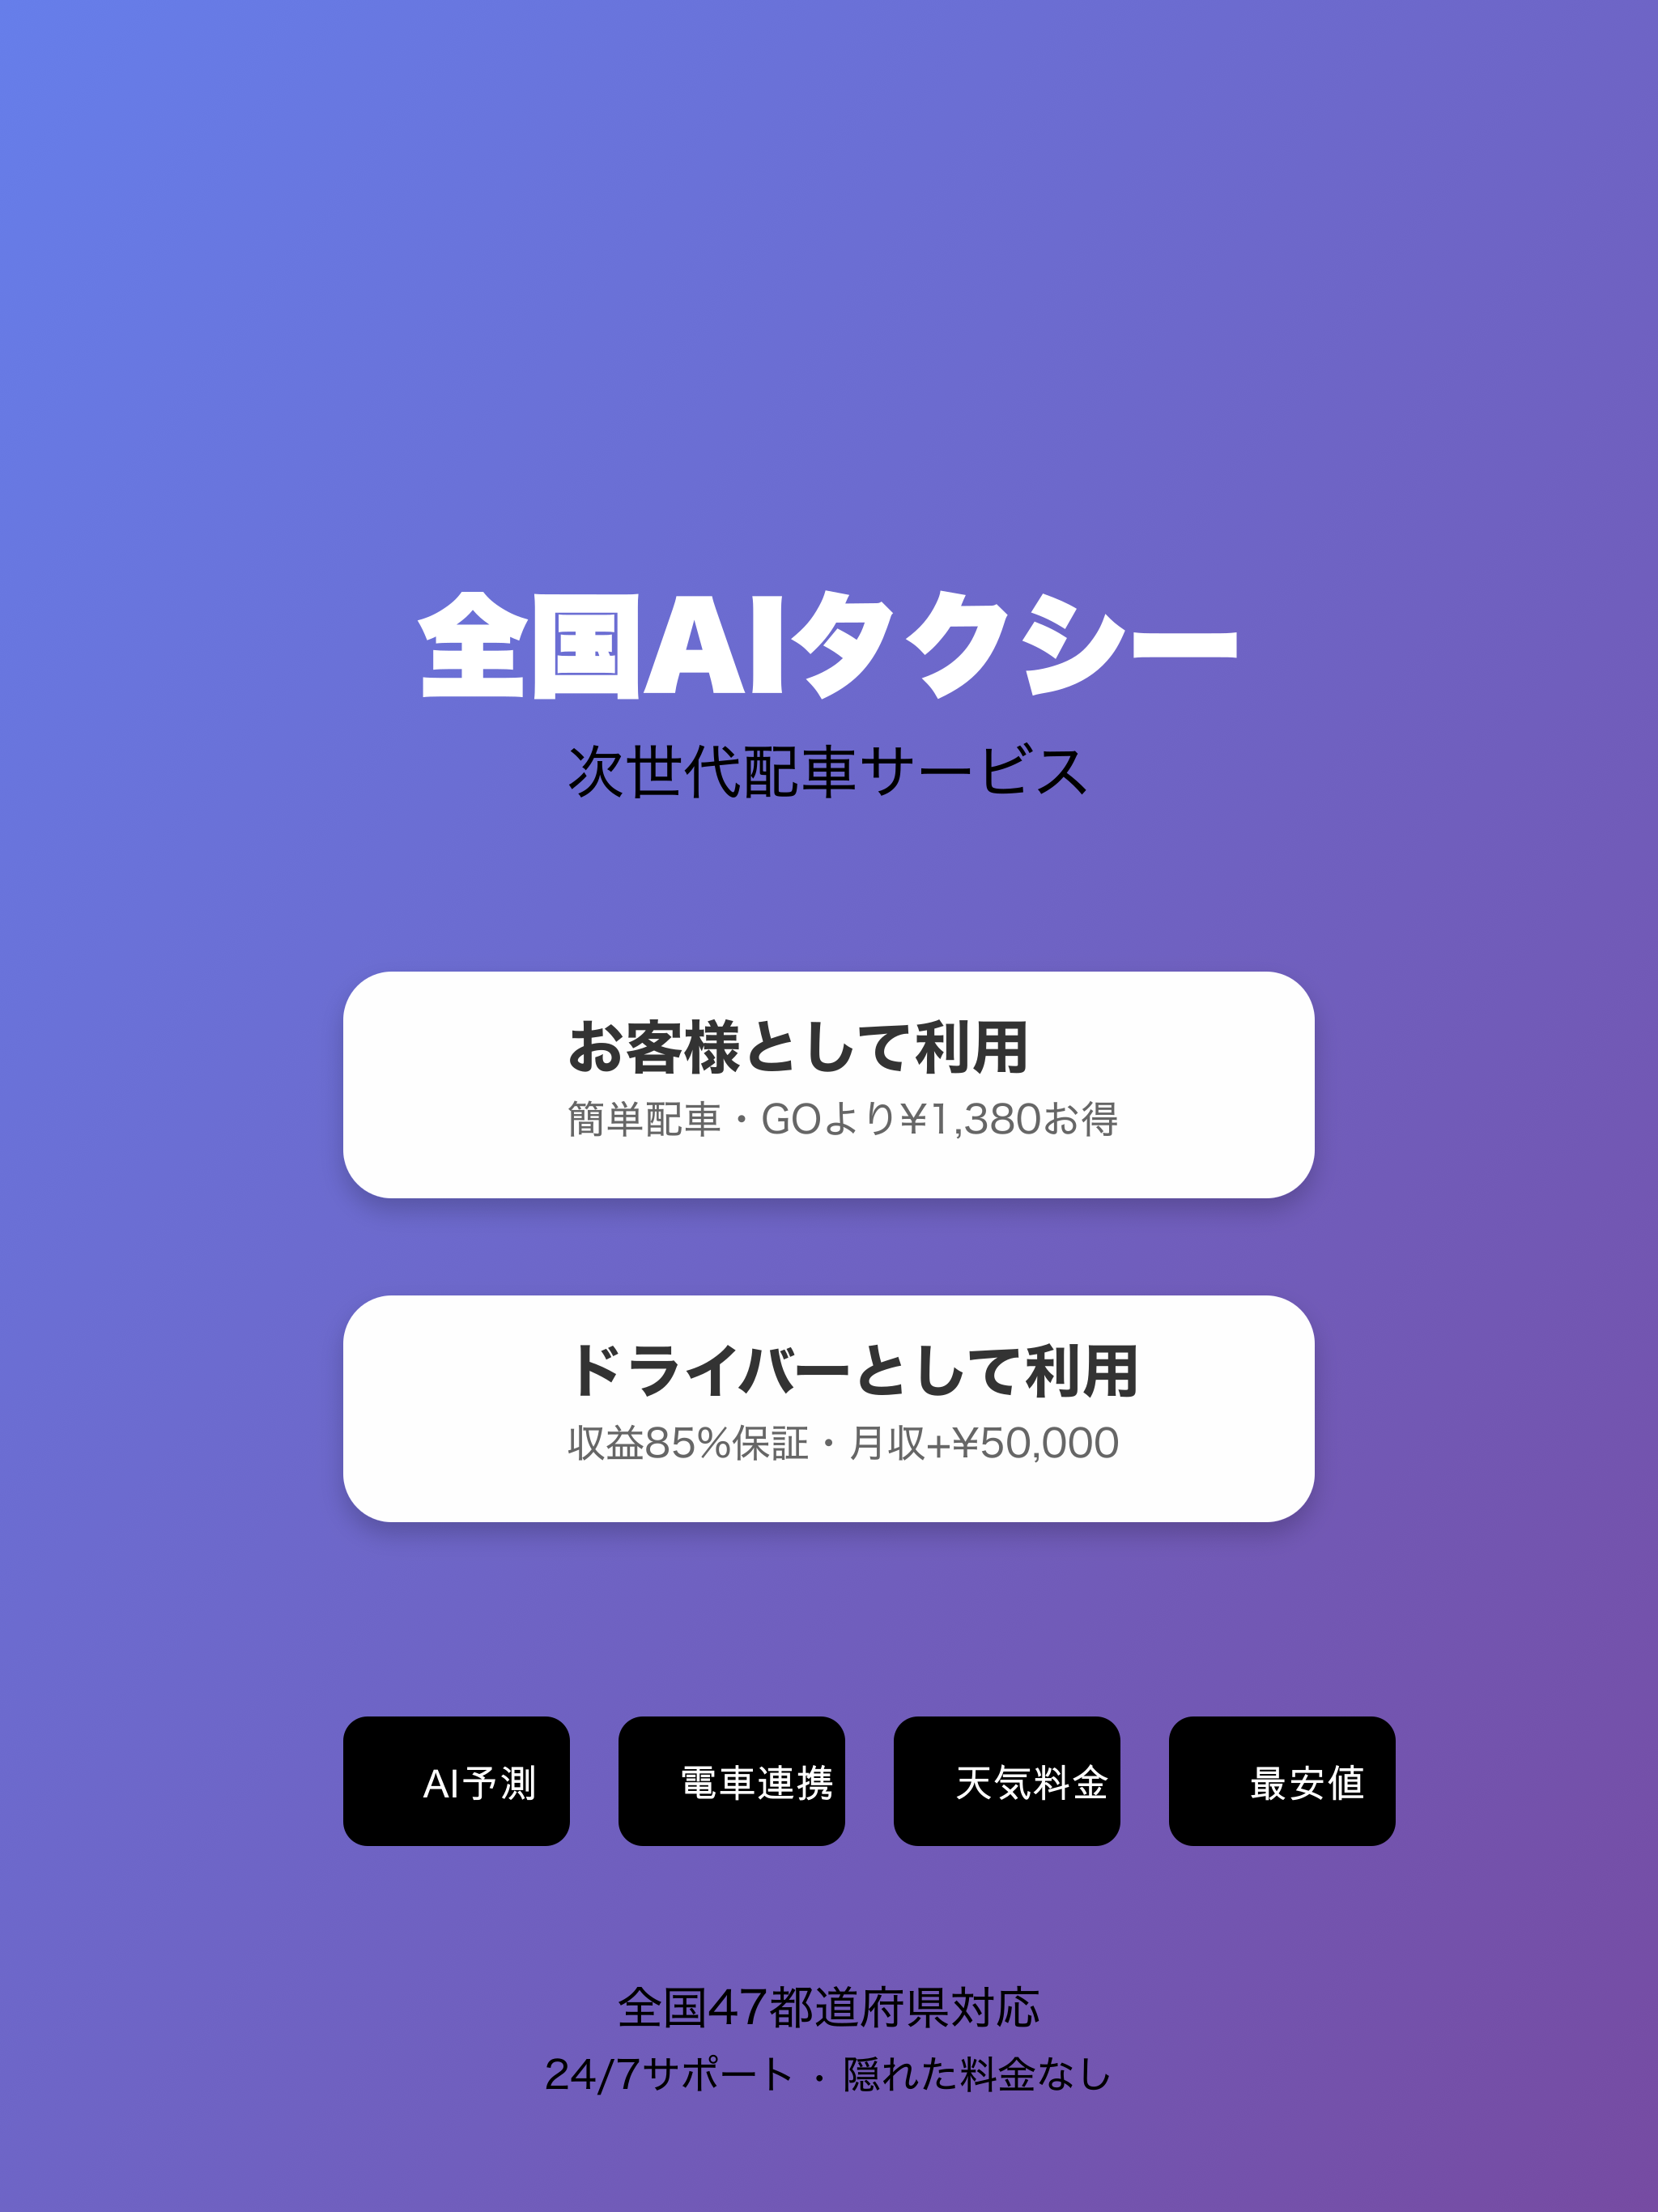 全国AIタクシー
次世代配車サービス
お客様として利用
簡単配車・GOより¥1,380お得
ドライバーとして利用
収益85%保証・月収+¥50,000
AI予測
電車連携
天気料金
最安値
全国47都道府県対応
24/7サポート・隠れた料金なし